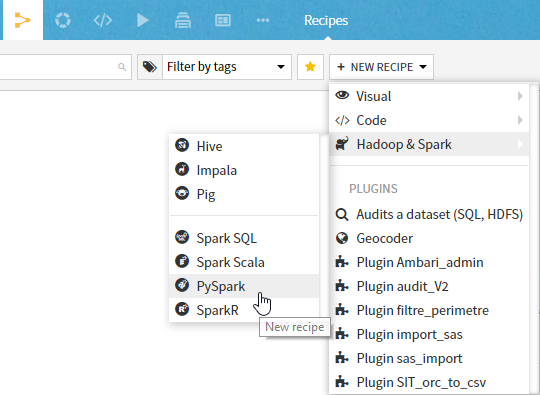 Recipes
Filter by tags
+ NEW RECIPE
Visual
Code
Hadoop & Spark
Hive
Impala
Pig
Spark SQL
Spark Scala
PySpark
SparkR
New recipe
PLUGINS
Audits a dataset (SQL, HDFS)
Geocoder
Plugin Ambari_admin
Plugin audit_V2
Plugin filtre_perimetre
Plugin import_sas
Plugin sas_import
Plugin SIT_orc_to_csv